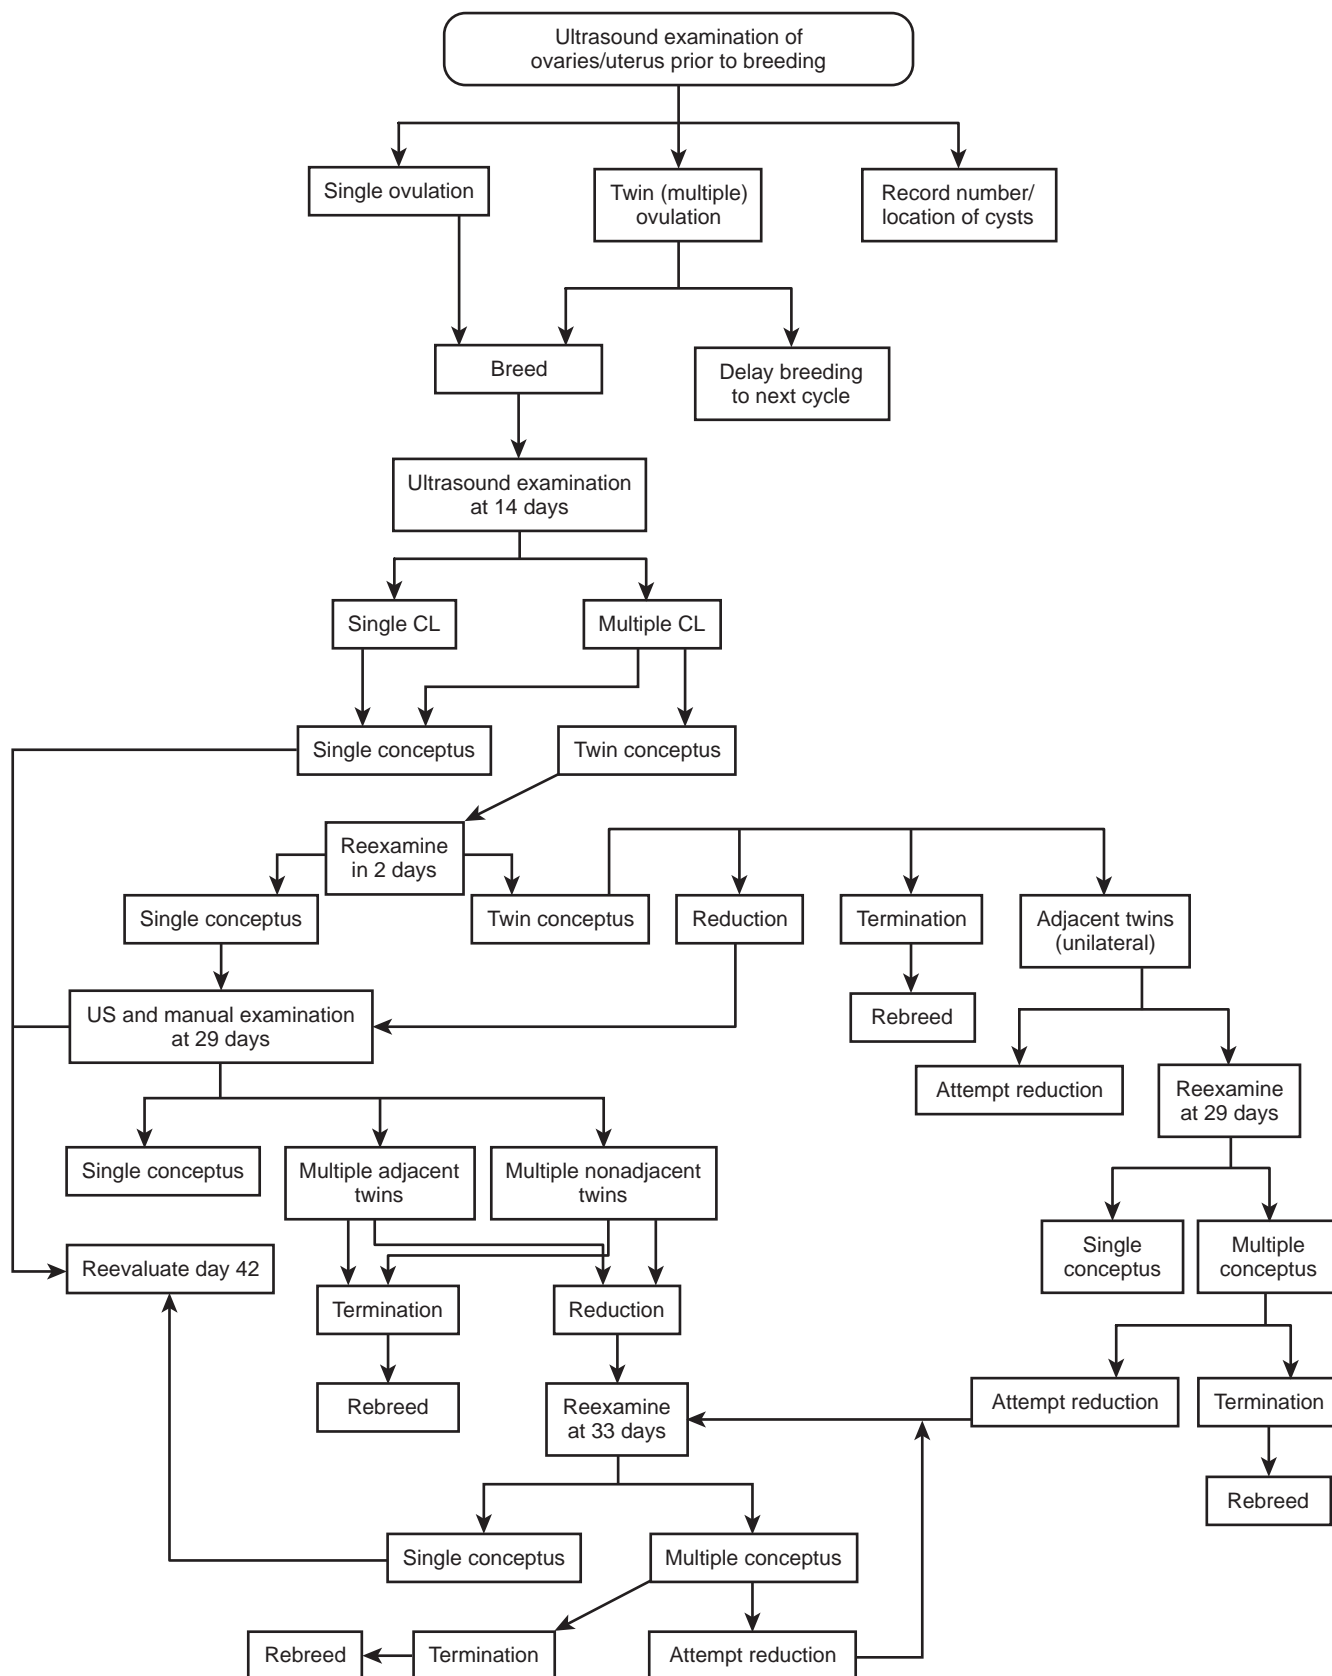 Ultrasound examination of
ovaries/uterus prior to breeding
Single ovulation
Twin (multiple)
ovulation
Record number/
location of cysts
Breed
Delay breeding
to next cycle
Ultrasound examination
at 14 days
Single CL
Multiple CL
Single conceptus
Twin conceptus
Reexamine
in 2 days
Single conceptus
Twin conceptus
Reduction
Termination
Adjacent twins
(unilateral)
US and manual examination
at 29 days
Rebreed
Attempt reduction
Reexamine
at 29 days
Single conceptus
Multiple adjacent
twins
Multiple nonadjacent
twins
Single
conceptus
Multiple
conceptus
Reevaluate day 42
Termination
Reduction
Rebreed
Reexamine
at 33 days
Attempt reduction
Termination
Rebreed
Single conceptus
Multiple conceptus
Rebreed
Termination
Attempt reduction